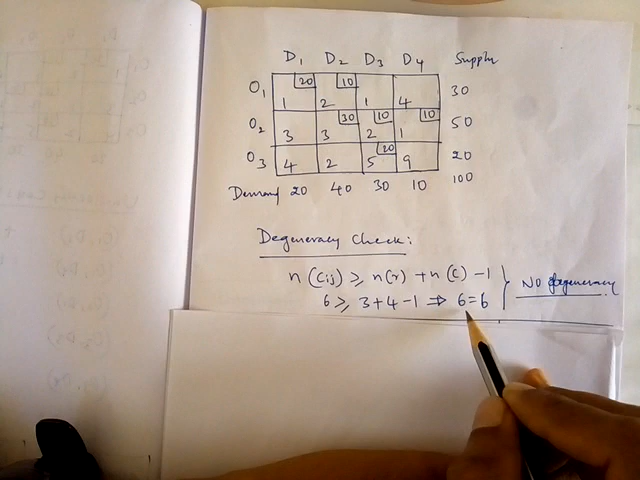 D1 D2 D3 D4 Supply
O1 20 1 10 2 1 4 30
O2 3 30 3 10 2 10 1 50
O3 4 2 20 5 9 20
Demand 20 40 30 10 100
Degeneracy Check:
n(Cij) ⩾ n(r) + n(c) - 1
6 ⩾ 3+4-1 ⇒ 6=6
NO degeneracy